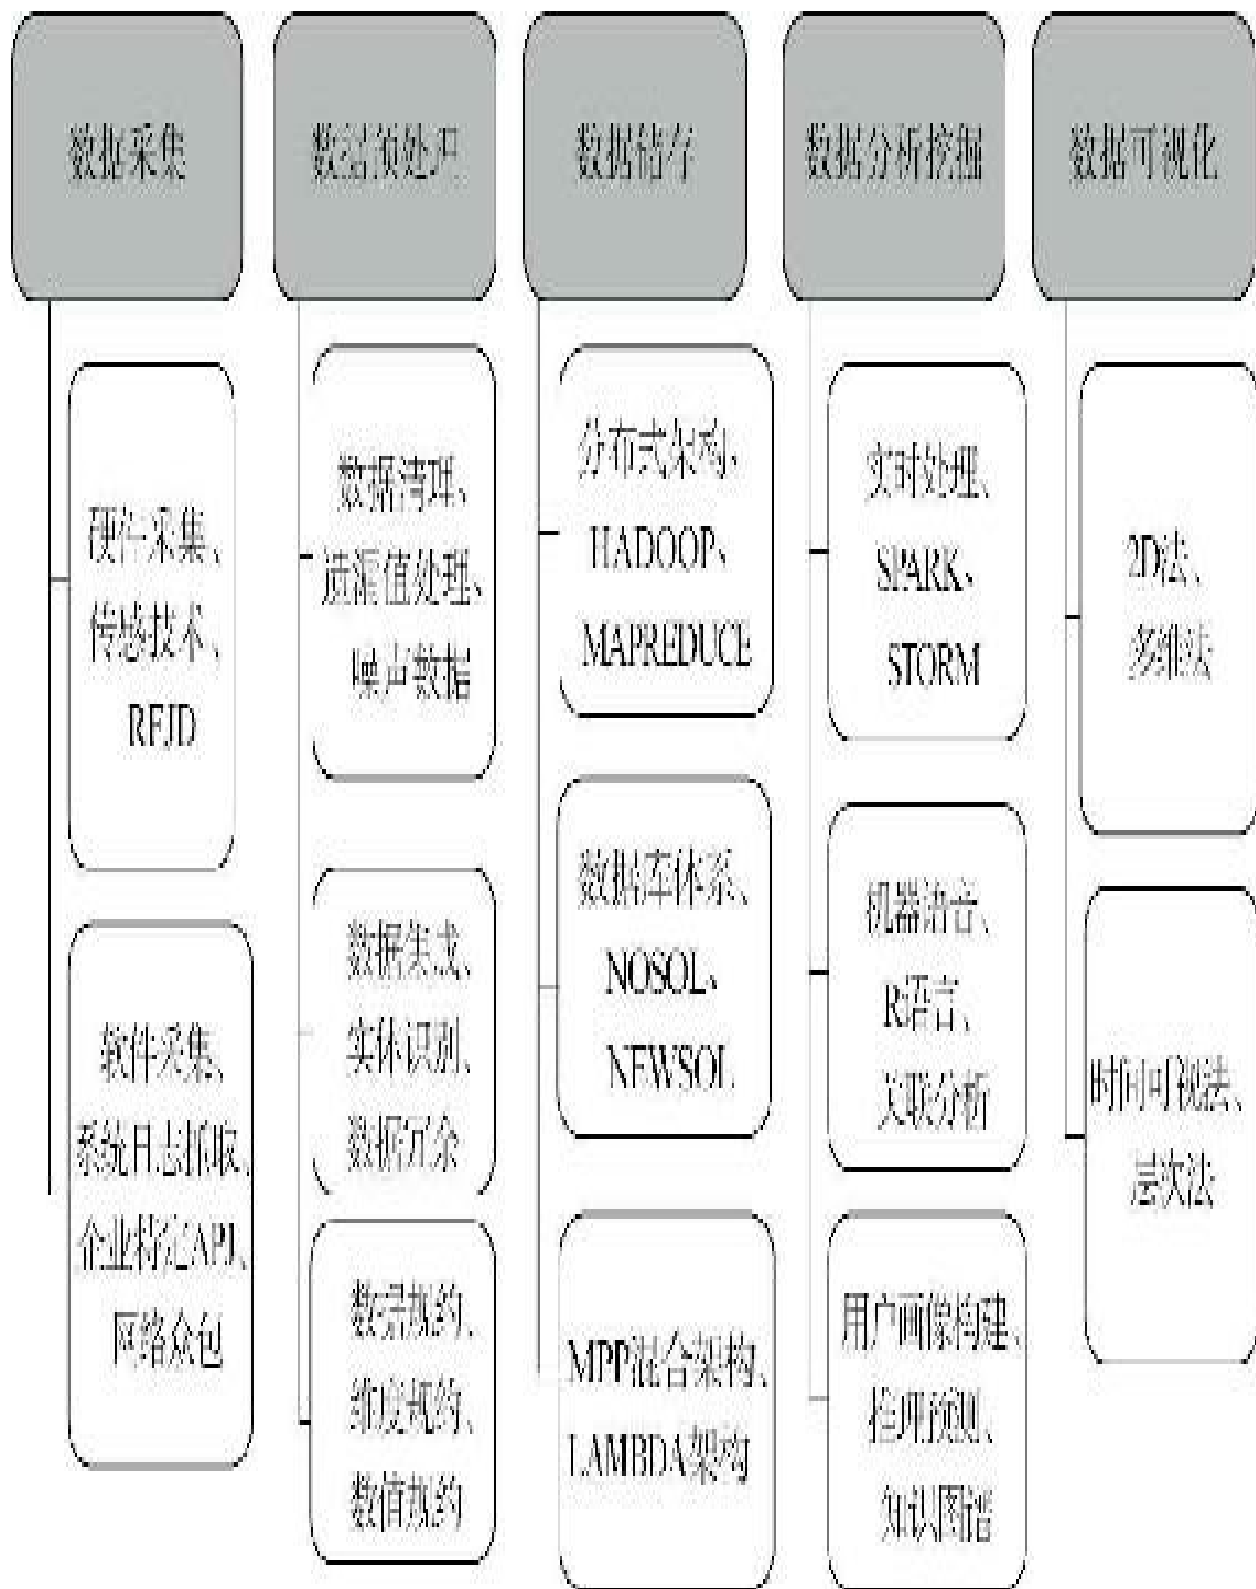 数据采集
硬件采集、
传感技术、
RFJD
软件采集、
系统日志抓取、
企业特定API、
网络众包
数据预处理
数据清理、
遗漏值处理、
噪声数据
数据集成、
实体识别、
数据冗余
数据规约、
维度规约、
数值规约
数据储存
分布式架构、
HADOOP、
MAPREDUCE
数据库体系、
NOSOL、
NEWSOL
MPP混合架构、
LAMBDA架构
数据分析挖掘
实时处理、
SPARK、
STORM
机器语言、
R语言、
关联分析
用户画像构建、
推理预测、
知识图谱
数据可视化
2D法、
多维法
时间可视法、
层次法